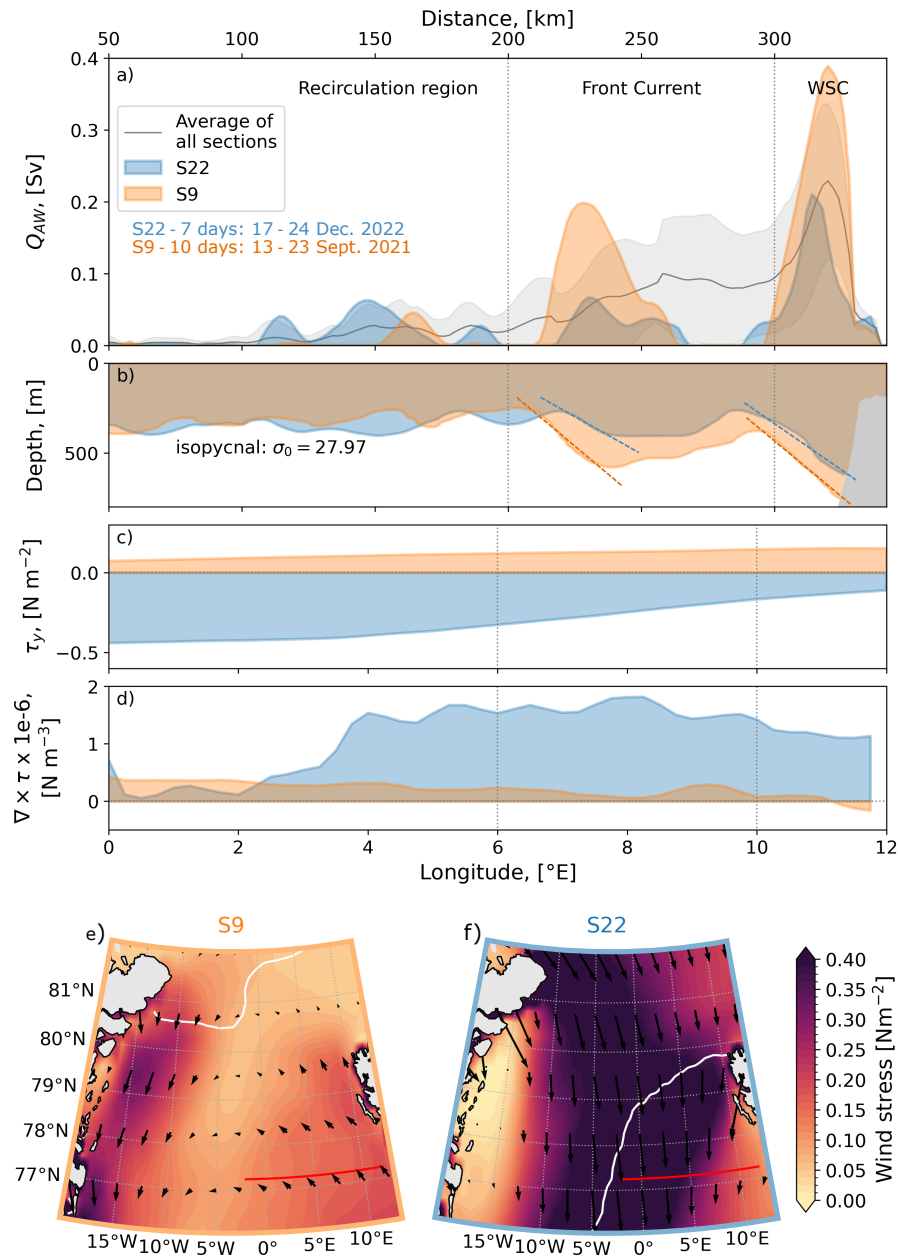 Distance, [km]
50 100 150 200 250 300
a)
Recirculation region Front Current WSC
Average of
all sections
S22
S9
S22 - 7 days: 17 - 24 Dec. 2022
S9 - 10 days: 13 - 23 Sept. 2021
Q_AW, [Sv]
0.4
0.3
0.2
0.1
0.0
b)
isopycnal: σ₀ = 27.97
Depth, [m]
0
500
c)
τ_y, [N m⁻²]
0.0
−0.5
d)
∇ × τ x 1e-6,
[N m⁻³]
2
1
0
0 2 4 6 8 10 12
Longitude, [°E]
e) S9
81°N
80°N
79°N
78°N
77°N
15°W 10°W 5°W 0° 5°E 10°E
f) S22
15°W 10°W 5°W 0° 5°E 10°E
0.40
0.35
0.30
0.25
0.20
0.15
0.10
0.05
0.00
Wind stress [Nm⁻²]